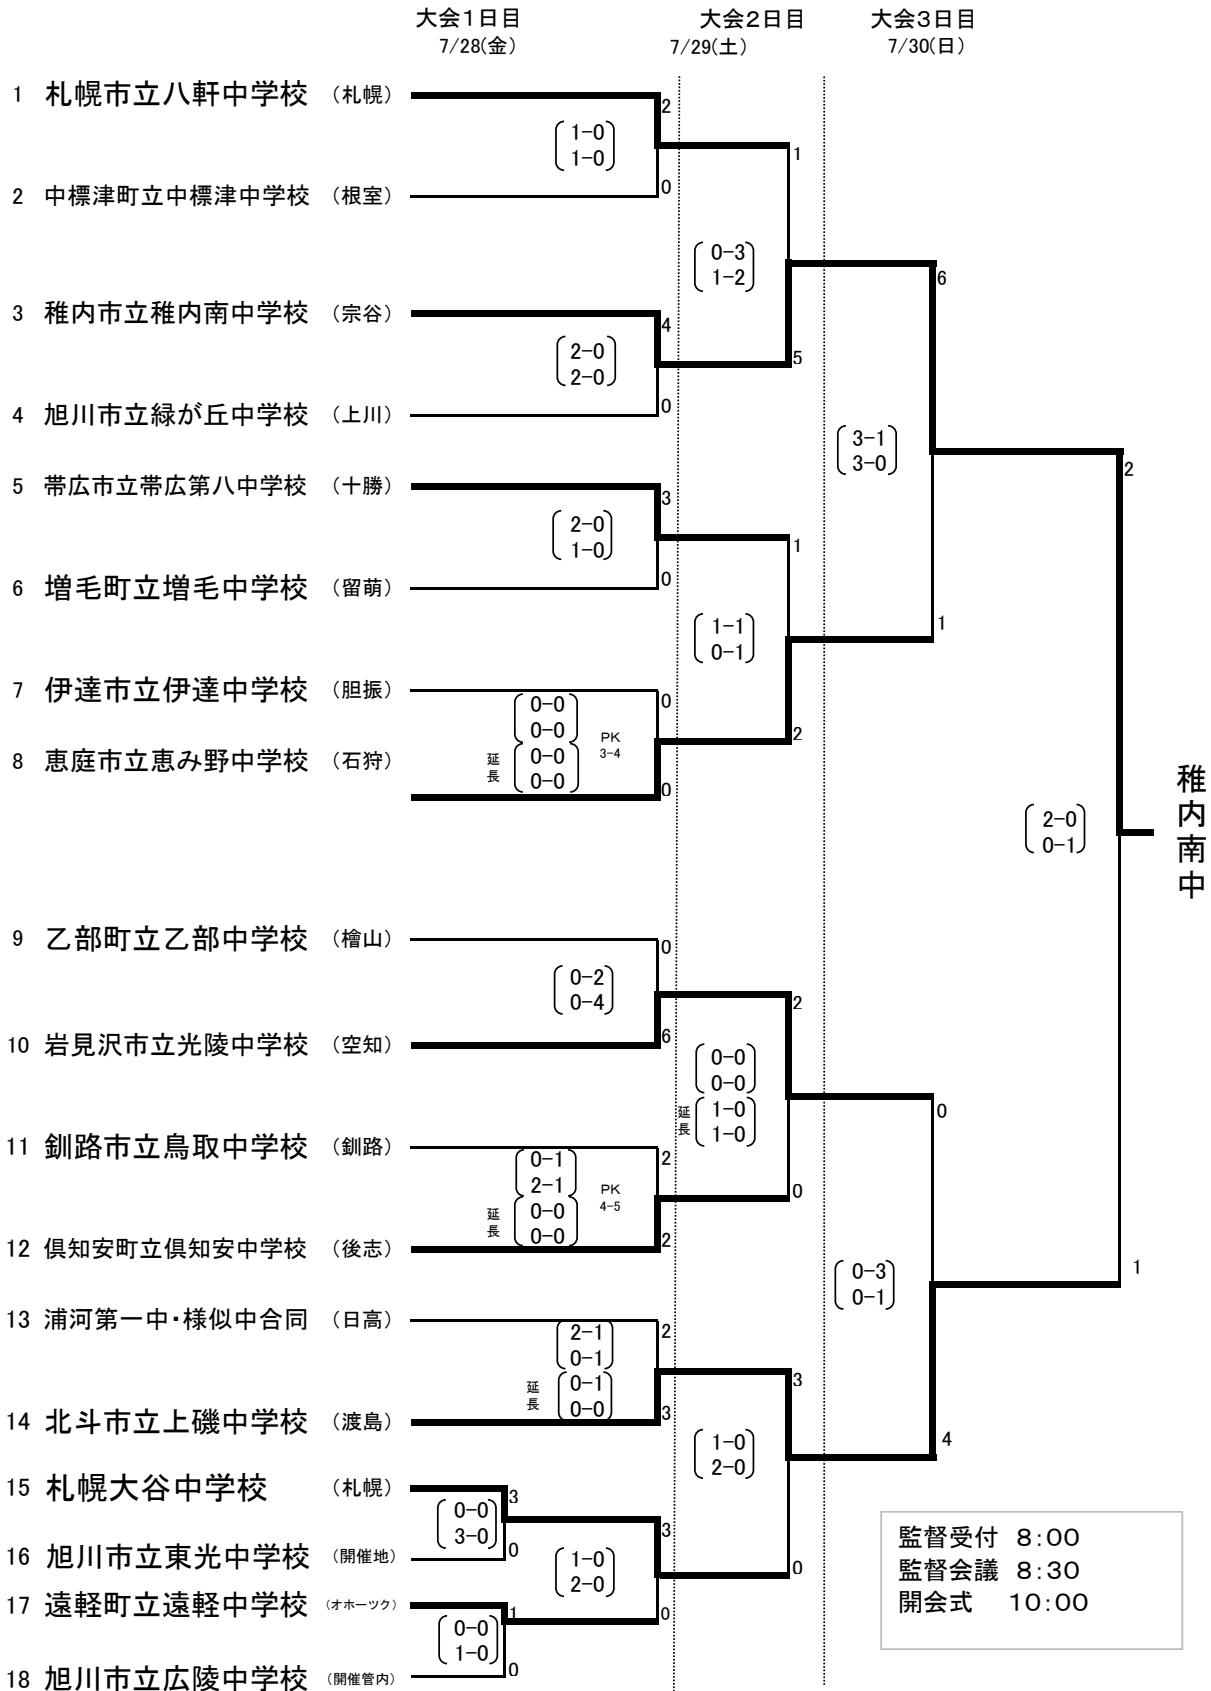 大会1日目
7/28(金)
大会2日目
7/29(土)
大会3日目
7/30(日)
1 札幌市立八軒中学校 (札幌)
2
1-0
1-0
1
2 中標津町立中標津中学校 (根室)
0
0-3
1-2
6
3 稚内市立稚内南中学校 (宗谷)
4
2-0
2-0
5
4 旭川市立緑が丘中学校 (上川)
0
3-1
3-0
2
5 帯広市立帯広第八中学校 (十勝)
3
2-0
1-0
1
6 増毛町立増毛中学校 (留萌)
0
1-1
0-1
1
7 伊達市立伊達中学校 (胆振)
0
0-0
0-0
延長
0-0
0-0
PK
3-4
2
8 恵庭市立恵み野中学校 (石狩)
0
2-0
0-1
稚内南中
9 乙部町立乙部中学校 (檜山)
0
0-2
0-4
2
10 岩見沢市立光陵中学校 (空知)
6
0-0
0-0
延長
1-0
1-0
0
11 釧路市立鳥取中学校 (釧路)
2
0-1
2-1
延長
0-0
0-0
PK
4-5
0
12 倶知安町立倶知安中学校 (後志)
2
0-3
0-1
1
13 浦河第一中・様似中合同 (日高)
2
2-1
0-1
延長
0-1
0-0
3
14 北斗市立上磯中学校 (渡島)
3
1-0
2-0
4
15 札幌大谷中学校 (札幌)
3
0-0
3-0
3
16 旭川市立東光中学校 (開催地)
0
1-0
2-0
0
17 遠軽町立遠軽中学校 (オホーツク)
1
0-0
1-0
0
18 旭川市立広陵中学校 (開催管内)
0
監督受付 8:00
監督会議 8:30
開会式 10:00